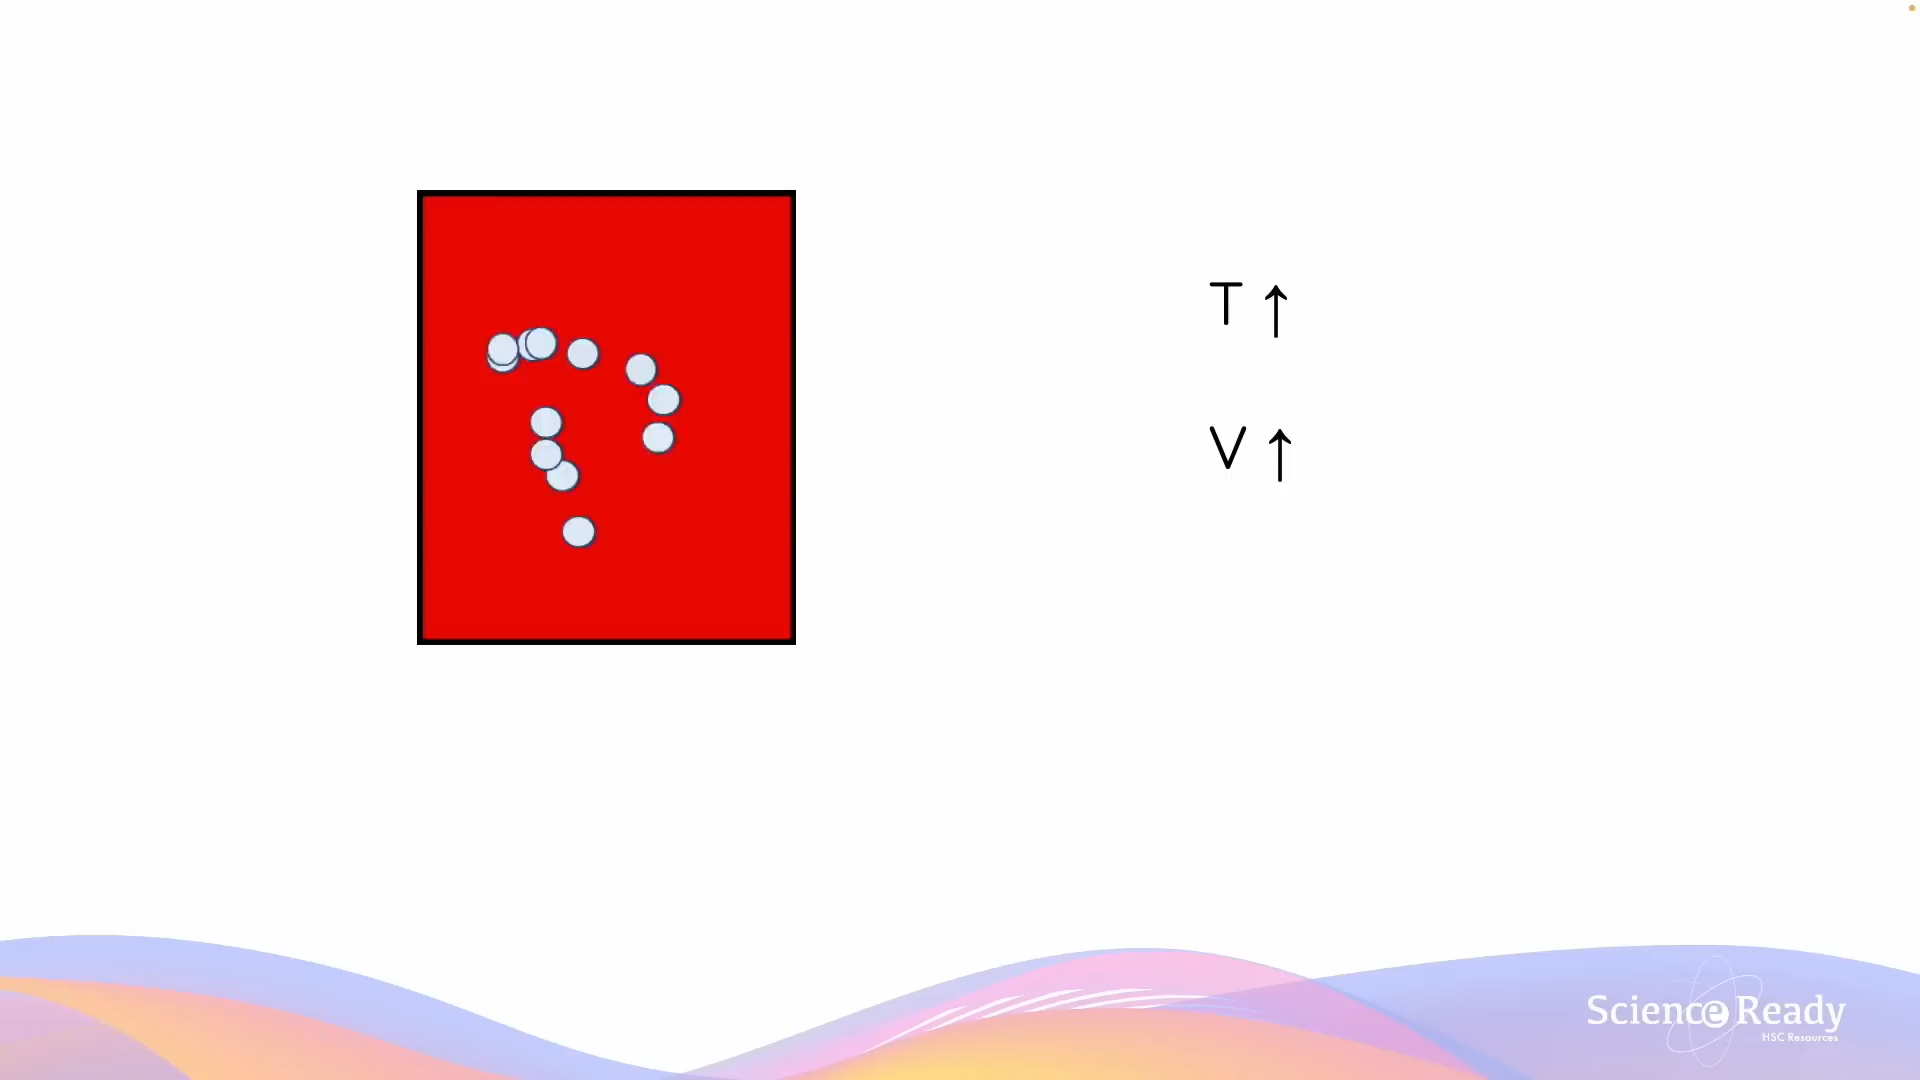 T ↑
V ↑
Science Ready
HSC Resources